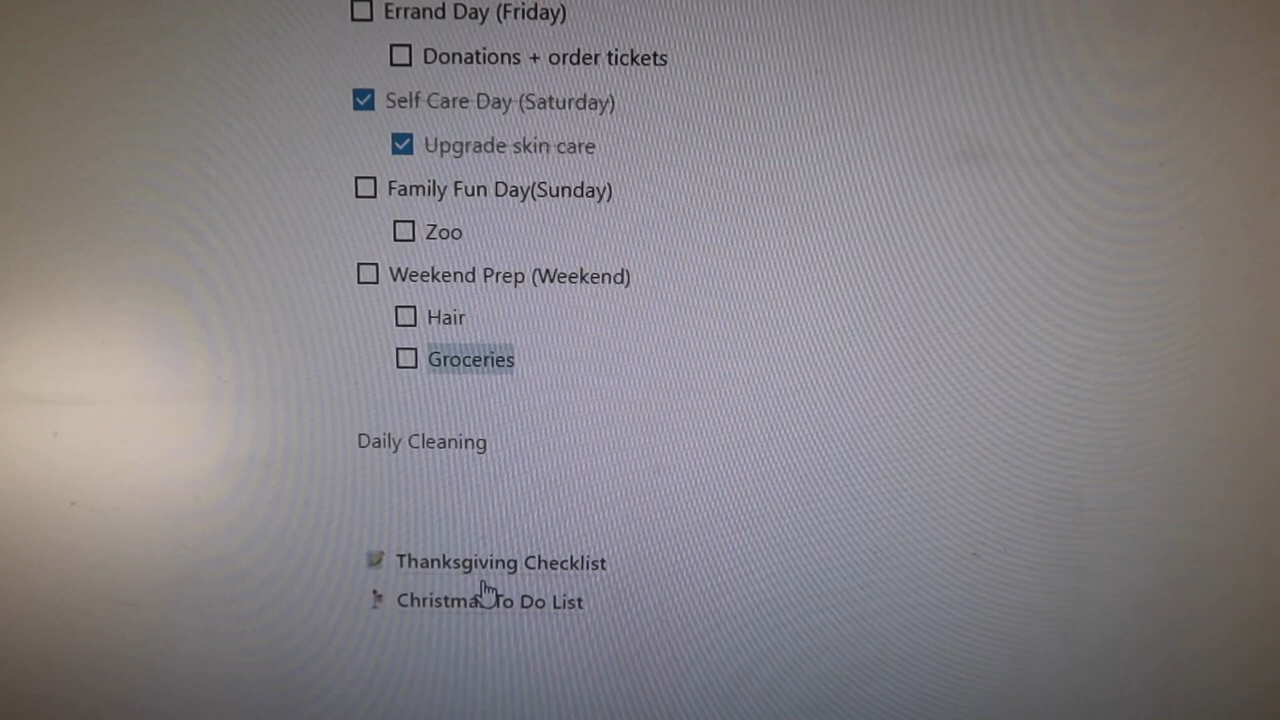 Errand Day (Friday)
Donations + order tickets
Self Care Day (Saturday)
Upgrade skin care
Family Fun Day(Sunday)
Zoo
Weekend Prep (Weekend)
Hair
Groceries
Daily Cleaning
Thanksgiving Checklist
Christmas To Do List